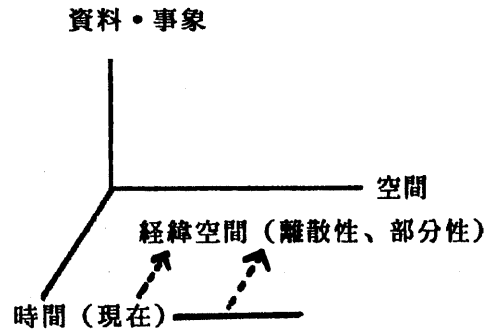 資料・事象
空間
経緯空間（離散性、部分性）
時間（現在）